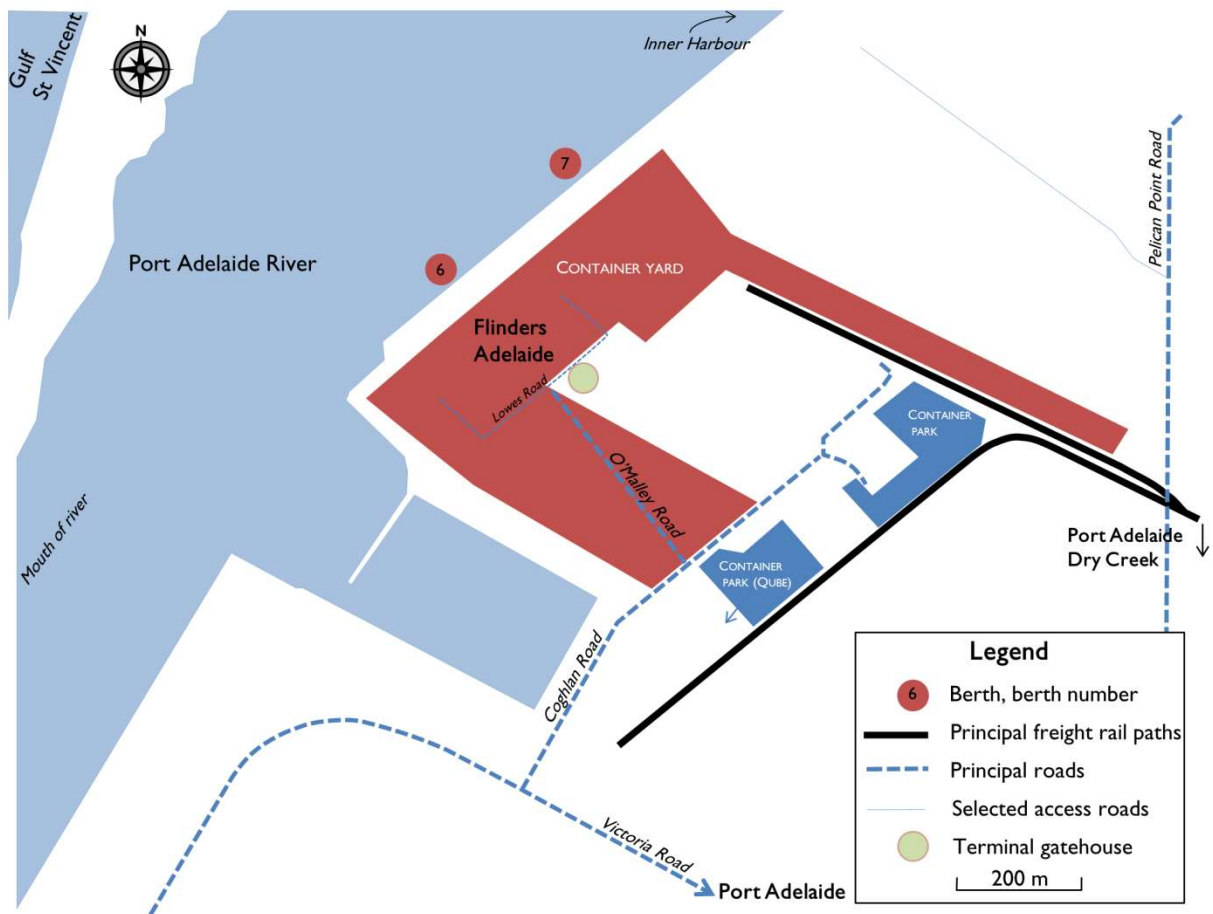 Gulf
St Vincent
N
Inner Harbour
7
Pelican Point Road
Port Adelaide River
6
CONTAINER YARD
Flinders
Adelaide
Lowes Road
CONTAINER
PARK
O'Malley Road
Mouth of river
Port Adelaide
Dry Creek
CONTAINER
PARK (QUBE)
Coghlan Road
Victoria Road
Port Adelaide
Legend
6
Berth, berth number
Principal freight rail paths
Principal roads
Selected access roads
Terminal gatehouse
200 m